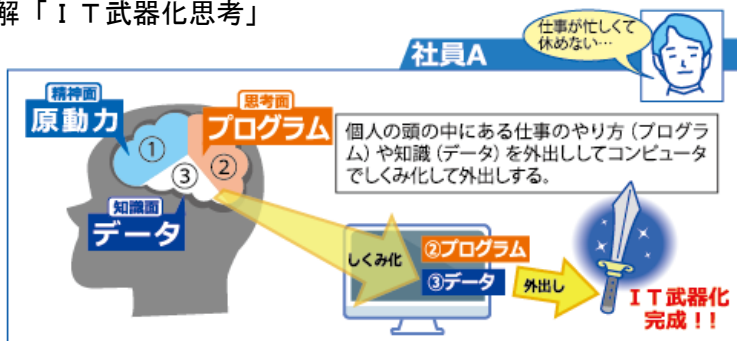 解「ＩＴ武器化思考」
社員A
仕事が忙しくて
休めない…
精神面
原動力
思考面
プログラム
①
②
③
知識面
データ
個人の頭の中にある仕事のやり方（プログラ
ム）や知識（データ）を外出ししてコンピュータ
でしくみ化して外出しする。
しくみ化
②プログラム
③データ
外出し
ＩＴ武器化
完成！！